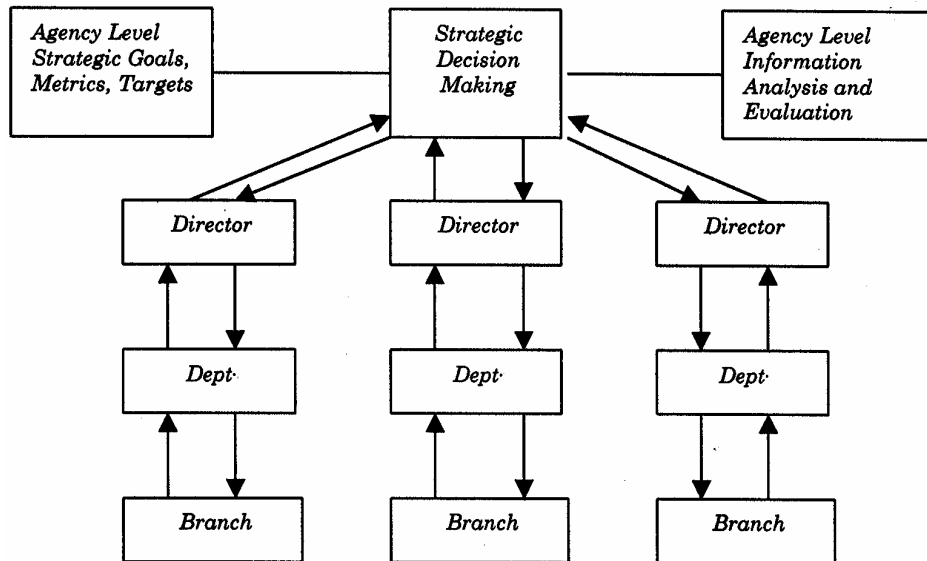 Agency Level
Strategic Goals,
Metrics, Targets
Strategic
Decision
Making
Agency Level
Information
Analysis and
Evaluation
Director
Director
Director
Dept.
Dept.
Dept.
Branch
Branch
Branch